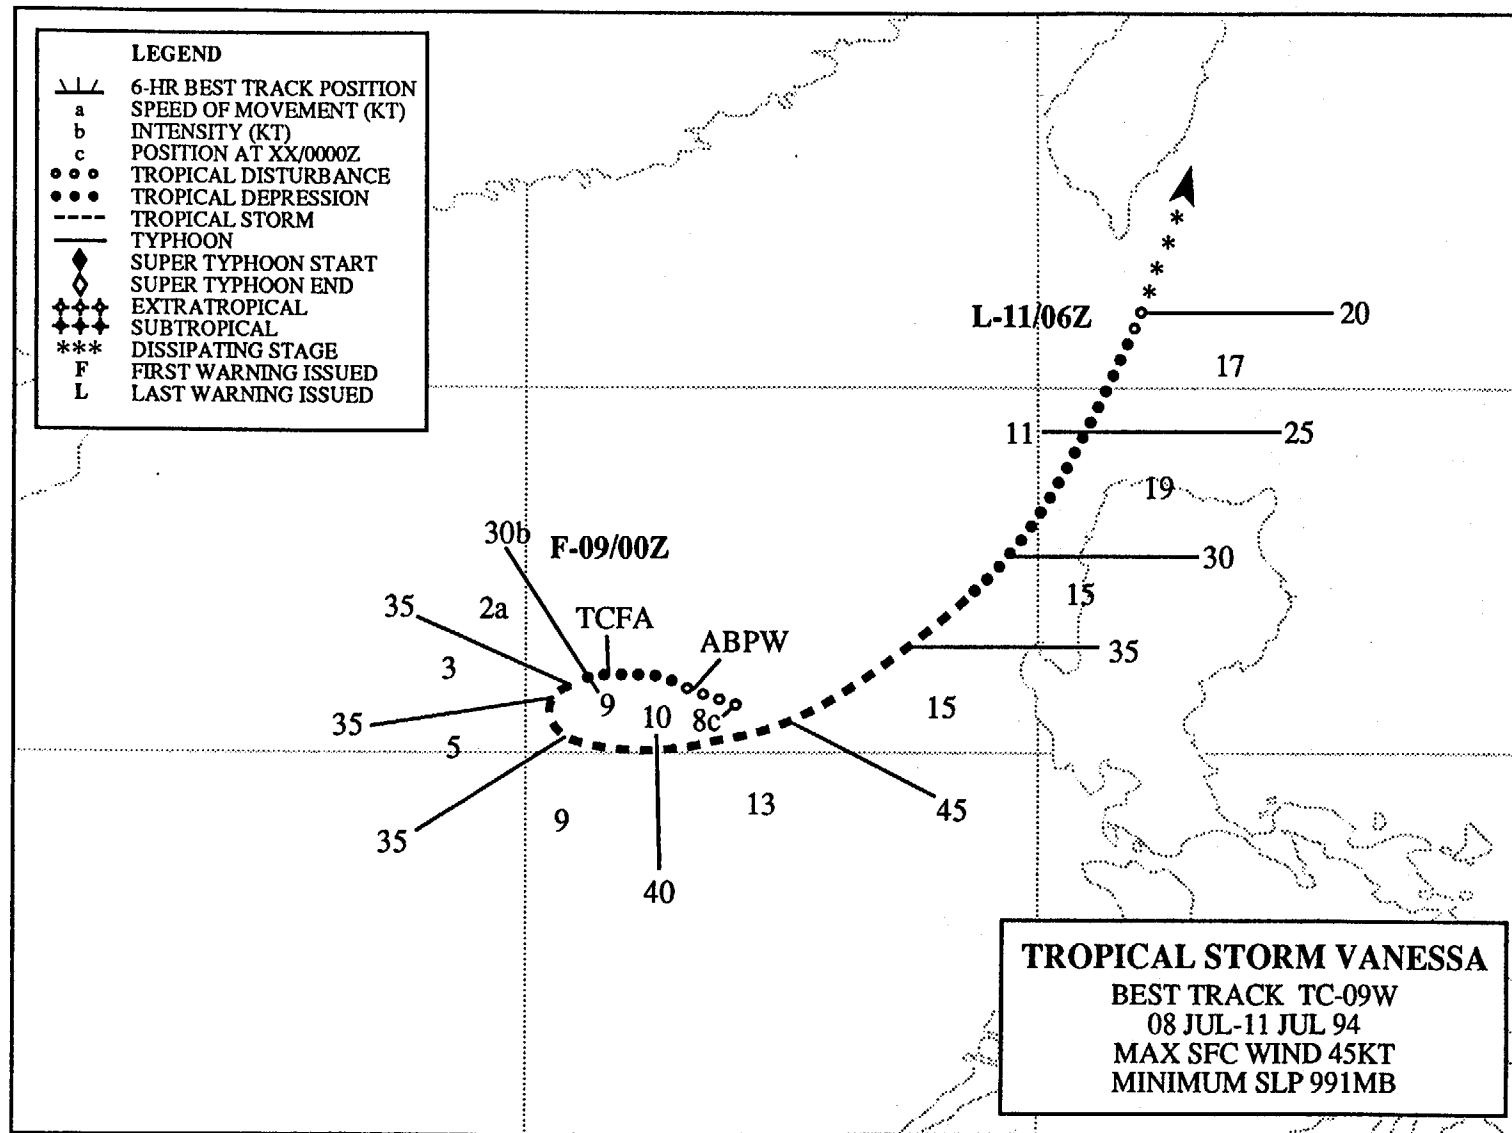 LEGEND
6-HR BEST TRACK POSITION
a SPEED OF MOVEMENT (KT)
b INTENSITY (KT)
c POSITION AT XX/0000Z
TROPICAL DISTURBANCE
TROPICAL DEPRESSION
TROPICAL STORM
TYPHOON
SUPER TYPHOON START
SUPER TYPHOON END
EXTRATROPICAL
SUBTROPICAL
*** DISSIPATING STAGE
F FIRST WARNING ISSUED
L LAST WARNING ISSUED
L-11/06Z
20
17
11
25
19
30b
F-09/00Z
30
15
35
2a
TCFA
ABPW
35
3
9
10
8c
15
35
5
13
45
9
35
40
TROPICAL STORM VANESSA
BEST TRACK TC-09W
08 JUL-11 JUL 94
MAX SFC WIND 45KT
MINIMUM SLP 991MB